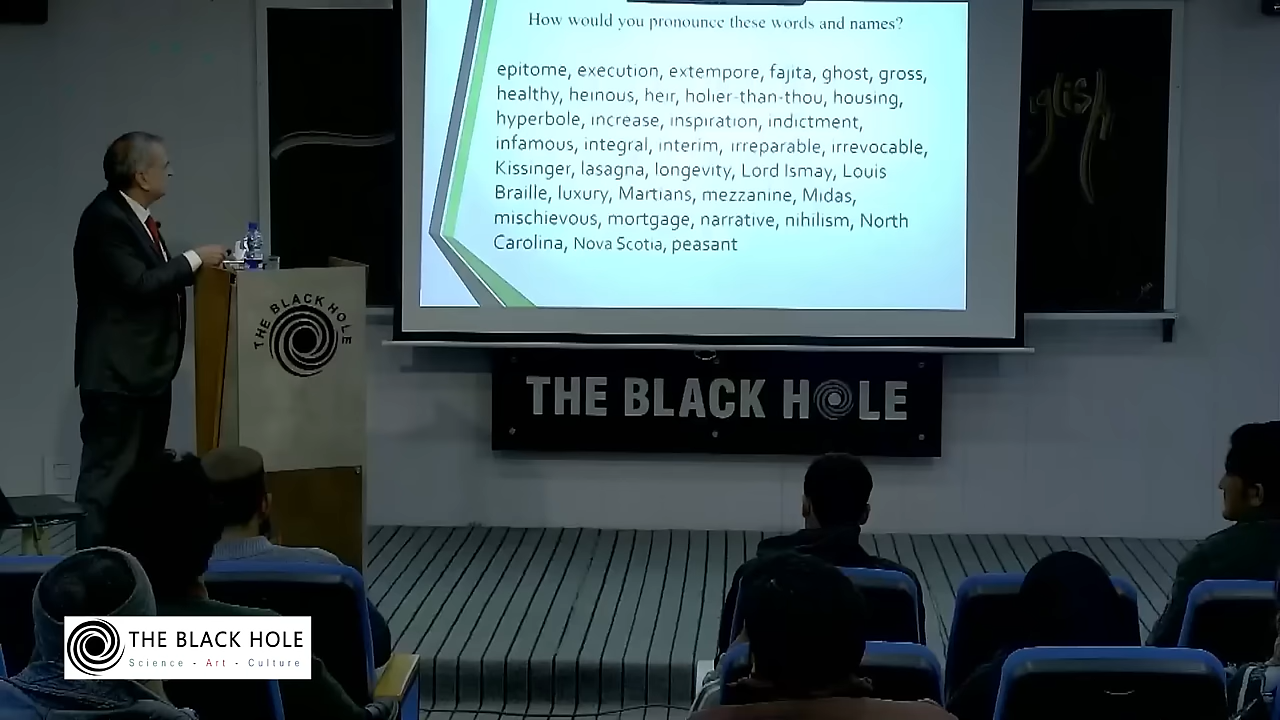 How would you pronounce these words and names?
epitome, execution, extempore, fajita, ghost, gross,
healthy, heinous, heir, holier-than-thou, housing,
hyperbole, increase, inspiration, indictment,
infamous, integral, interim, irreparable, irrevocable,
Kissinger, lasagna, longevity, Lord Ismay, Louis
Braille, luxury, Martians, mezzanine, Midas,
mischievous, mortgage, narrative, nihilism, North
Carolina, Nova Scotia, peasant
THE BLACK HOLE
THE BLACK HOLE
THE BLACK HOLE
Science - Art - Culture